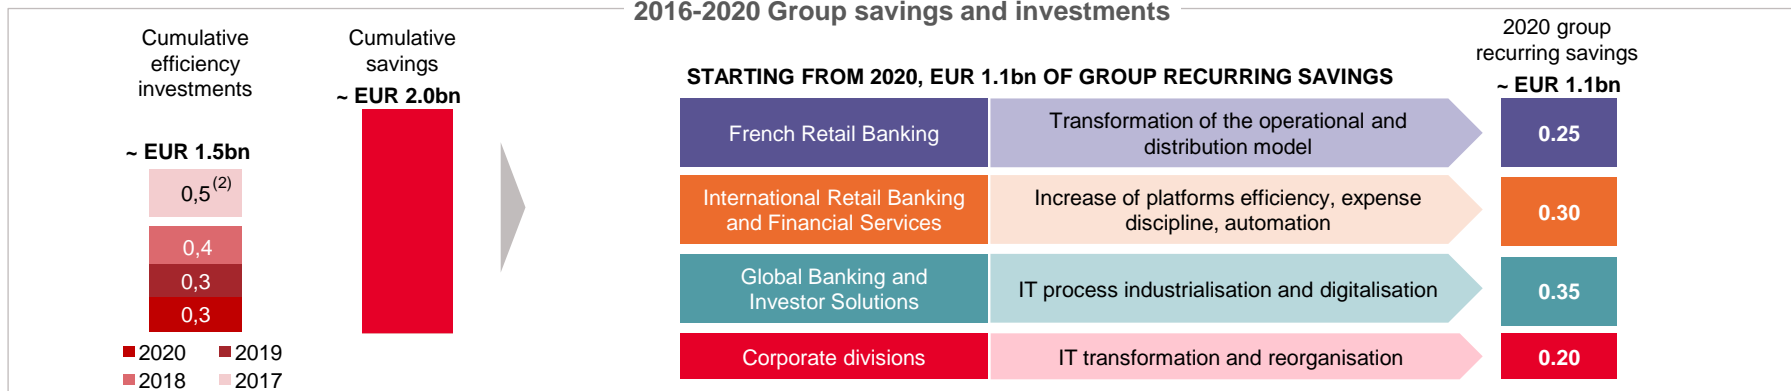 2016-2020 Group savings and investments
Cumulative
efficiency
investments
~ EUR 1.5bn
0,5(2)
0,4
0,3
0,3
2020
2019
2018
2017
Cumulative
savings
~ EUR 2.0bn
STARTING FROM 2020, EUR 1.1bn OF GROUP RECURRING SAVINGS
2020 group
recurring savings
~ EUR 1.1bn
French Retail Banking
Transformation of the operational and
distribution model
0.25
International Retail Banking
and Financial Services
Increase of platforms efficiency, expense
discipline, automation
0.30
Global Banking and
Investor Solutions
IT process industrialisation and digitalisation
0.35
Corporate divisions
IT transformation and reorganisation
0.20